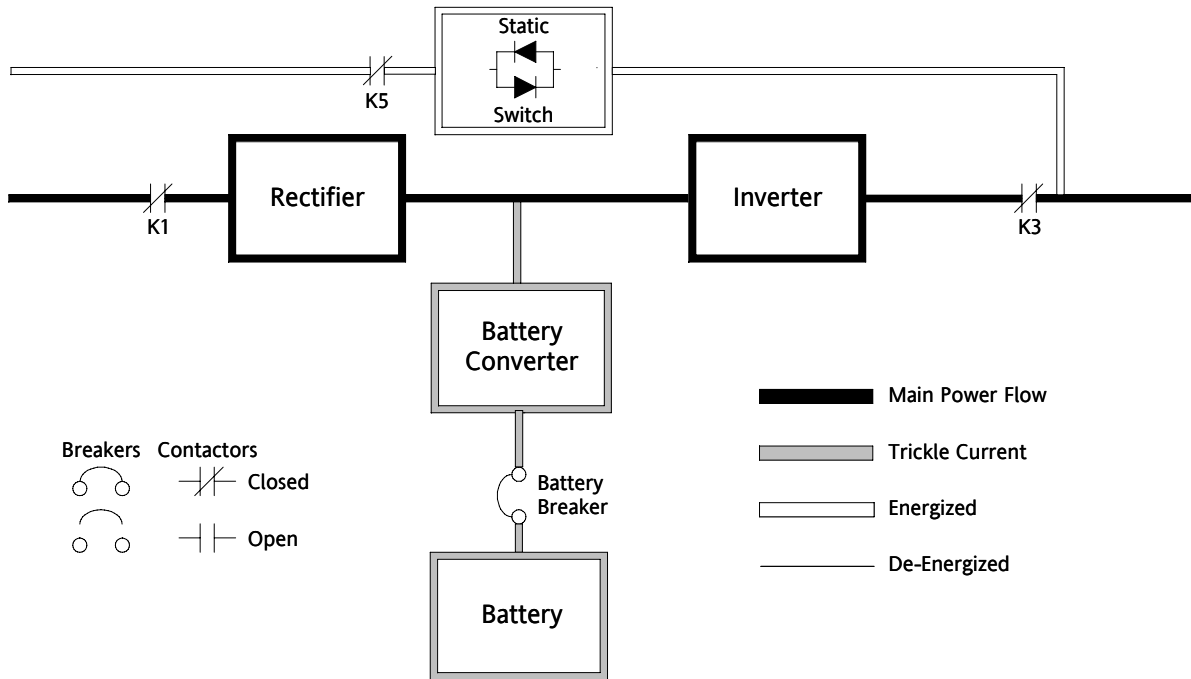 Static
Switch
K5
Rectifier
Inverter
K1
K3
Battery
Converter
Main Power Flow
Breakers Contactors
Trickle Current
Closed
Battery
Breaker
Energized
Open
De-Energized
Battery